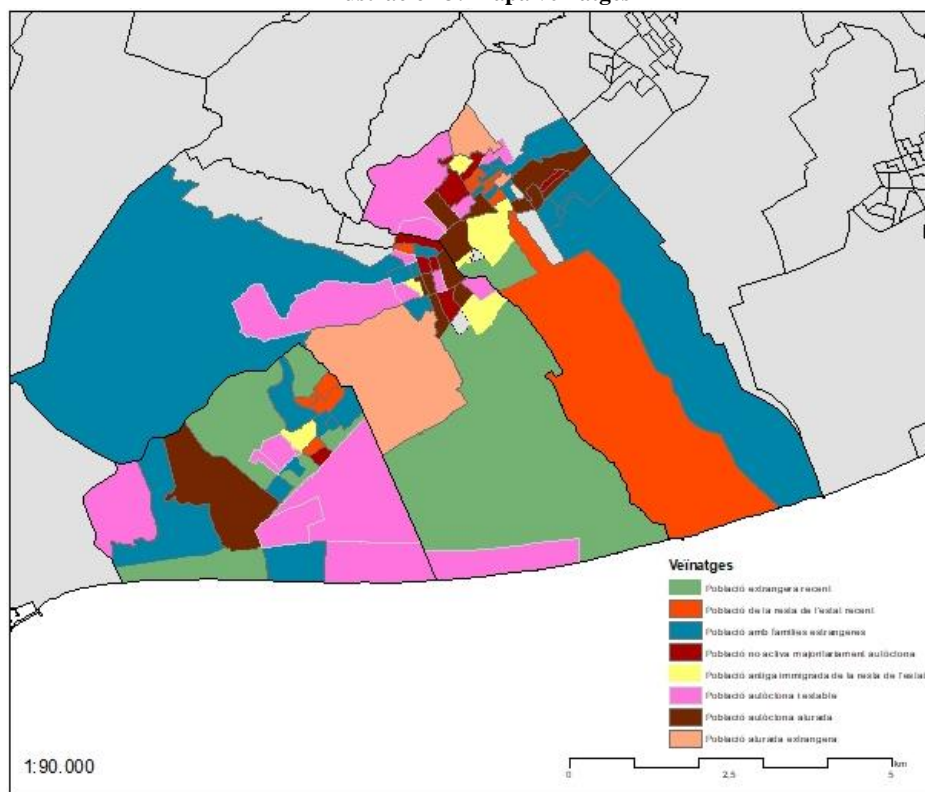 Veïnatges
Població extrangera recent
Població de la resta de l'estat recent
Població amb famílies estrangeres
Població no activa majoritariament autòctona
Població antiga immigrada de la resta de l'estat
Població autòctona i estable
Població autòctona aturada
Població aturada extrangera
1:90.000
km
0 2,5 5